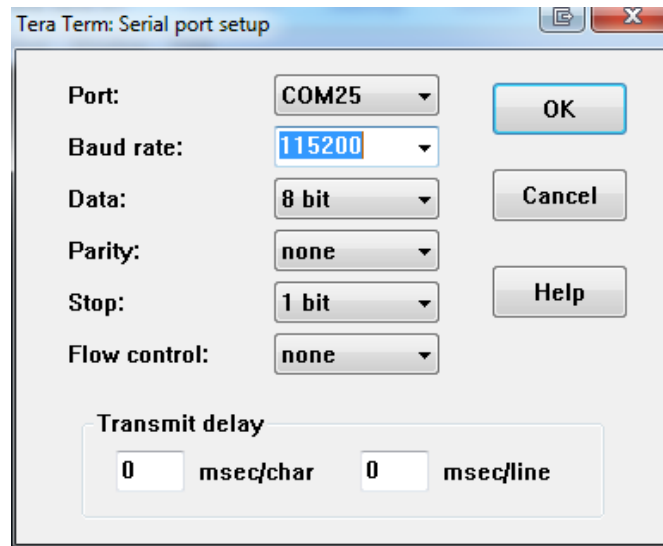 Tera Term: Serial port setup
Port: COM25 OK
Baud rate: 115200
Data: 8 bit Cancel
Parity: none
Stop: 1 bit Help
Flow control: none
Transmit delay
0 msec/char 0 msec/line